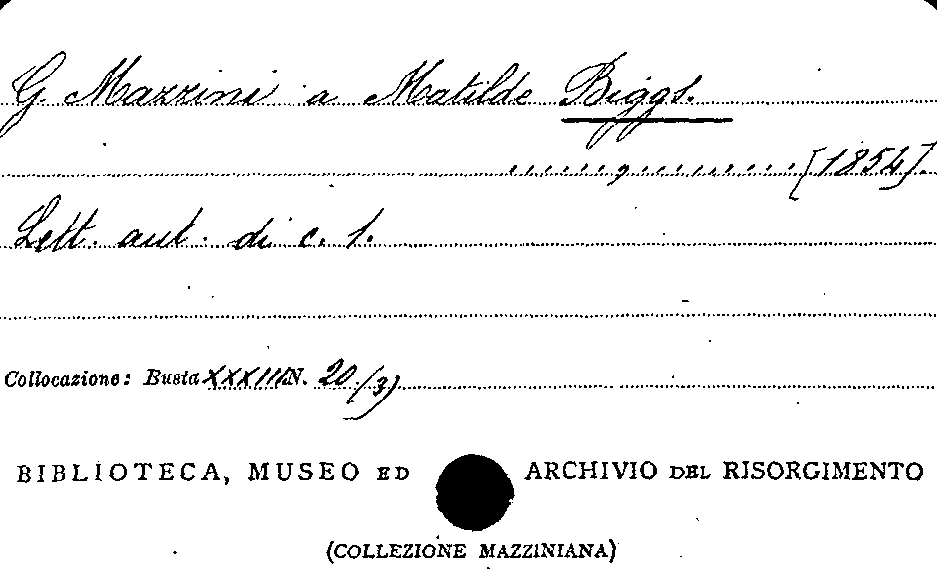 G. Mazzini a Matilde Biggs.
..........., ............ [1854].
Lett. aut. di c. 1.
Collocazione: Busta XXXIII N. 20/3)
BIBLIOTECA, MUSEO ED ARCHIVIO DEL RISORGIMENTO
(COLLEZIONE MAZZINIANA)